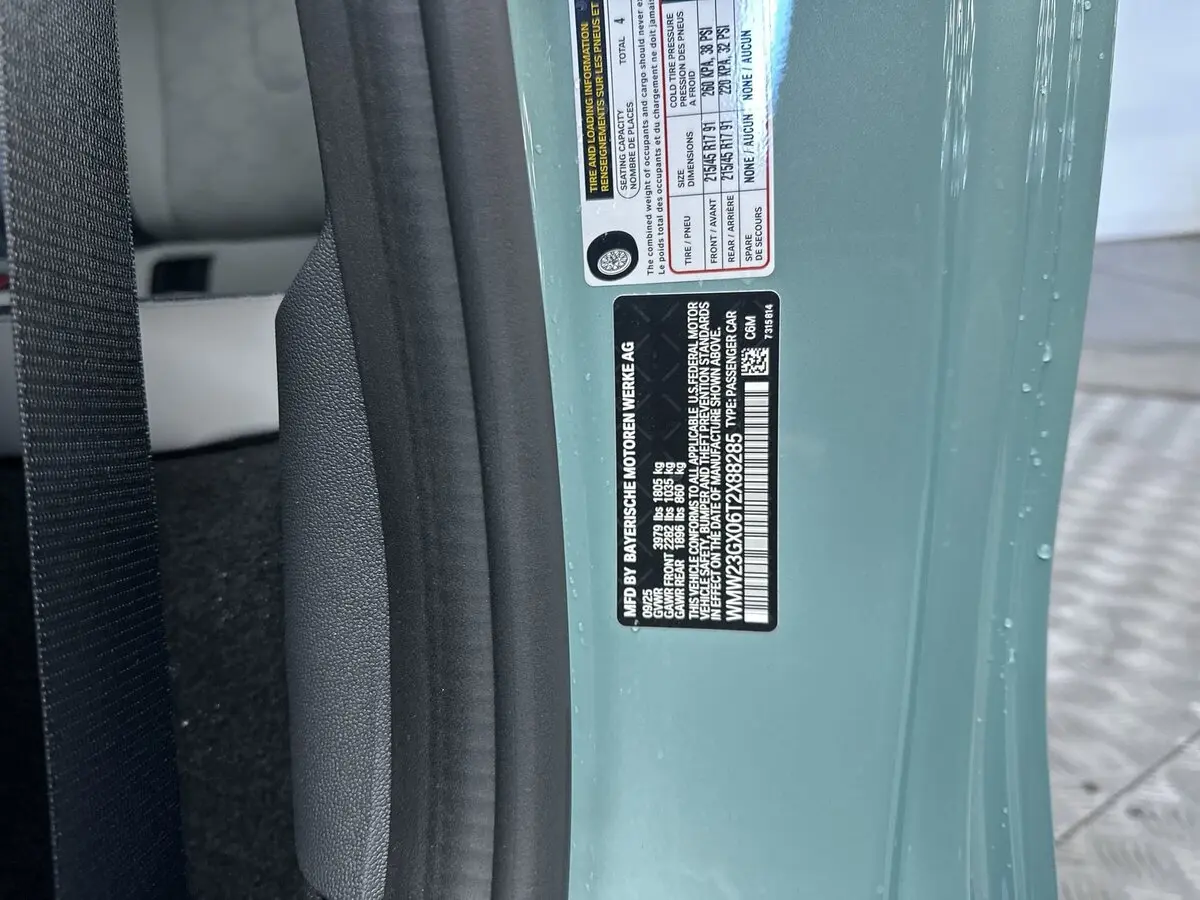 TIRE AND LOADING INFORMATION
RENSEIGNEMENTS SUR LES PNEUS ET
SEATING CAPACITY
NOMBRE DE PLACES
TOTAL 4
The combined weight of occupants and cargo should never
Le poids total des occupants et du chargement ne doit jamais
TIRE / PNEU SIZE DIMENSIONS COLD TIRE PRESSURE PRESSION DES PNEUS A FROID
FRONT / AVANT 215/45 R17 91 260 KPA, 38 PSI
REAR / ARRIÈRE 215/45 R17 91 220 KPA, 32 PSI
SPARE DE SECOURS NONE / AUCUN NONE / AUCUN
MFD BY BAYERISCHE MOTOREN WERKE AG
09/25
GVWR 3979 lbs 1805 kg
GAWR FRONT 2282 lbs 1035 kg
GAWR REAR 1896 lbs 860 kg
THIS VEHICLE CONFORMS TO ALL APPLICABLE U.S.FEDERAL MOTOR
VEHICLE SAFETY, BUMPER AND THEFT PREVENTION STANDARDS
IN EFFECT ON THE DATE OF MANUFACTURE SHOWN ABOVE.
WMW23GX06T2X88285 TYPE: PASSENGER CAR
C6M
7315814